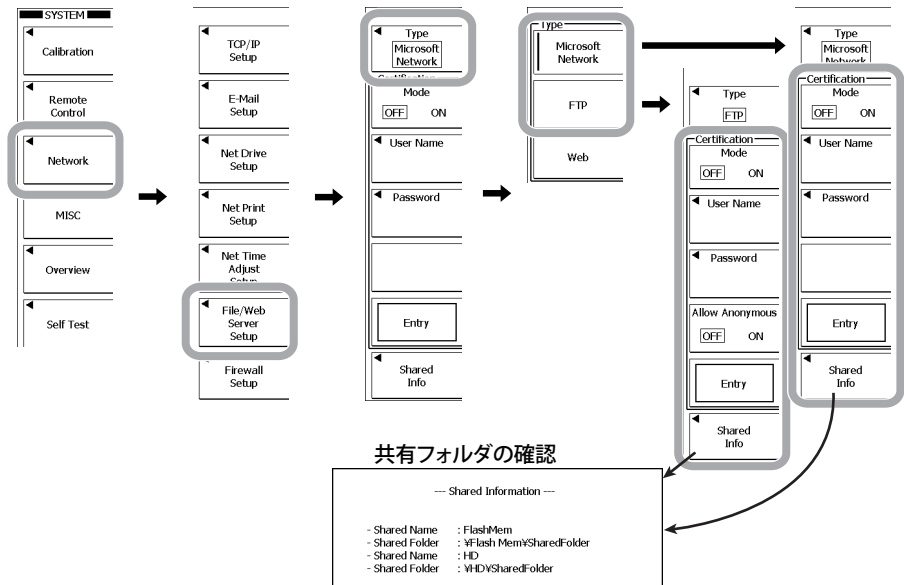 SYSTEM
Calibration
Remote
Control
Network
MISC
Overview
Self Test
TCP/IP
Setup
E-Mail
Setup
Net Drive
Setup
Net Print
Setup
Net Time
Adjust
Setup
File/Web
Server
Setup
Firewall
Setup
Type
Microsoft
Network
Certification
Mode
OFF ON
User Name
Password
Entry
Shared
Info
Type
Microsoft
Network
FTP
Web
Type
FTP
Certification
Mode
OFF ON
User Name
Password
Allow Anonymous
OFF ON
Entry
Shared
Info
Type
Microsoft
Network
Certification
Mode
OFF ON
User Name
Password
Entry
Shared
Info
共有フォルダの確認
--- Shared Information ---
- Shared Name : FlashMem
- Shared Folder : ¥Flash Mem¥SharedFolder
- Shared Name : HD
- Shared Folder : ¥HD¥SharedFolder